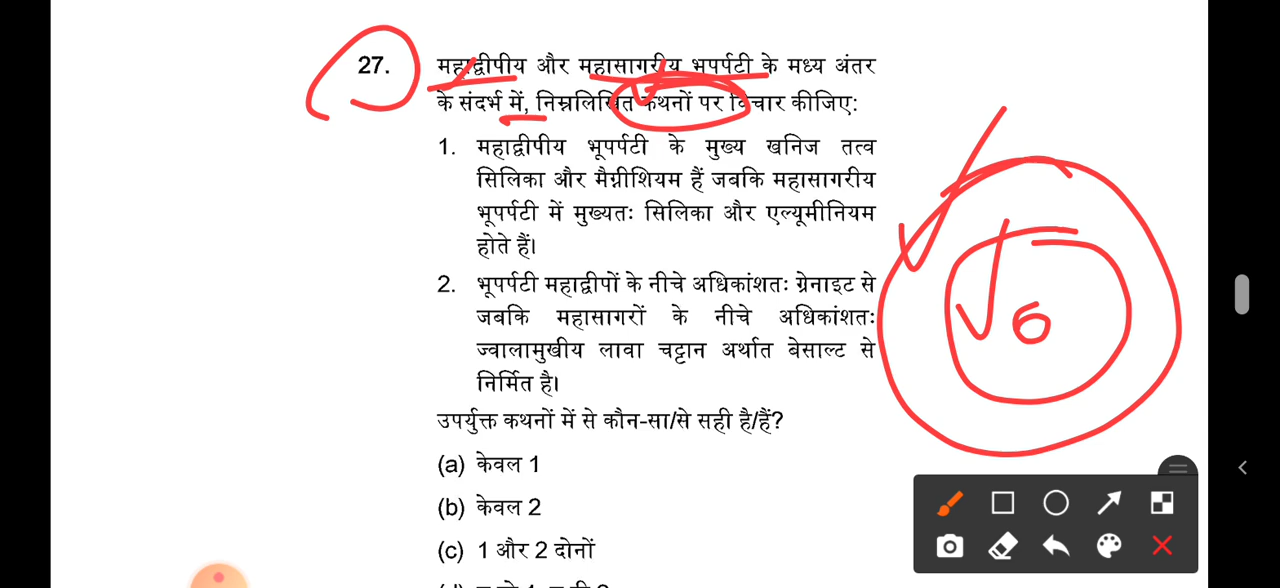 27. महाद्वीपीय और महासागरीय भूपर्पटी के मध्य अंतर
के संदर्भ में, निम्नलिखित कथनों पर विचार कीजिए:
1. महाद्वीपीय भूपर्पटी के मुख्य खनिज तत्व
सिलिका और मैग्नीशियम हैं जबकि महासागरीय
भूपर्पटी में मुख्यतः सिलिका और एल्यूमीनियम
होते हैं।
2. भूपर्पटी महाद्वीपों के नीचे अधिकांशतः ग्रेनाइट से
जबकि महासागरों के नीचे अधिकांशतः
ज्वालामुखीय लावा चट्टान अर्थात बेसाल्ट से
निर्मित है।
उपर्युक्त कथनों में से कौन-सा/से सही है/हैं?
(a) केवल 1
(b) केवल 2
(c) 1 और 2 दोनों